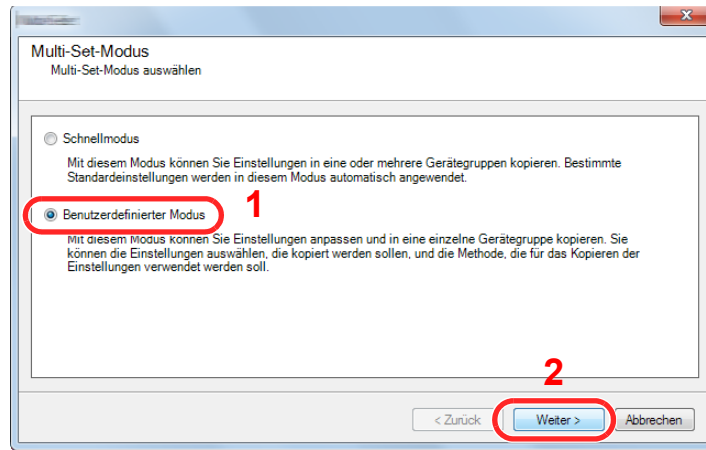 Multi-Set-Modus
Multi-Set-Modus auswählen
Schnellmodus
Mit diesem Modus können Sie Einstellungen in eine oder mehrere Gerätegruppen kopieren. Bestimmte
Standardeinstellungen werden in diesem Modus automatisch angewendet.
Benutzerdefinierter Modus
1
Mit diesem Modus können Sie Einstellungen anpassen und in eine einzelne Gerätegruppe kopieren. Sie
können die Einstellungen auswählen, die kopiert werden sollen, und die Methode, die für das Kopieren der
Einstellungen verwendet werden soll.
2
< Zurück
Weiter >
Abbrechen